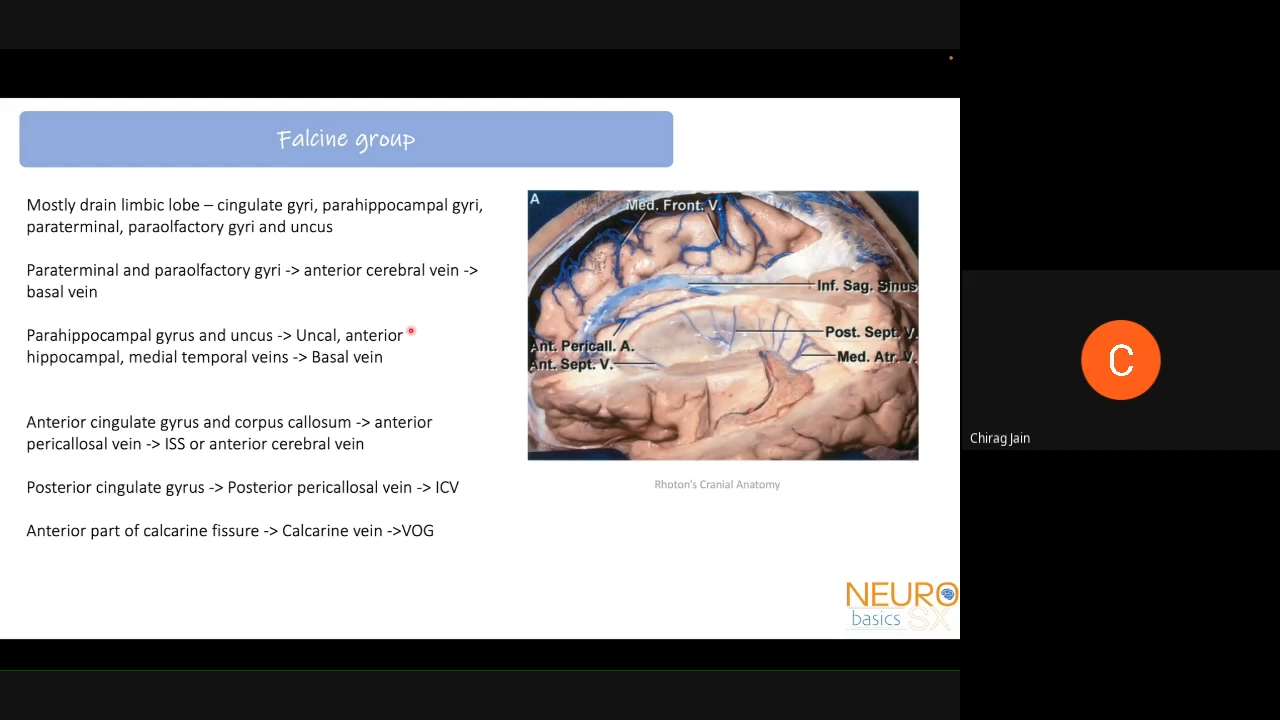 Falcine group
Mostly drain limbic lobe – cingulate gyri, parahippocampal gyri,
paraterminal, paraolfactory gyri and uncus
Paraterminal and paraolfactory gyri -> anterior cerebral vein ->
basal vein
Parahippocampal gyrus and uncus -> Uncal, anterior
hippocampal, medial temporal veins -> Basal vein
Anterior cingulate gyrus and corpus callosum -> anterior
pericallosal vein -> ISS or anterior cerebral vein
Posterior cingulate gyrus -> Posterior pericallosal vein -> ICV
Anterior part of calcarine fissure -> Calcarine vein ->VOG
A
Med. Front. V.
Inf. Sag. Sinus
Post. Sept. V.
Ant. Pericall. A.
Med. Atr. V.
Ant. Sept. V.
Rhoton's Cranial Anatomy
NEURO
basics SX
C
Chirag Jain